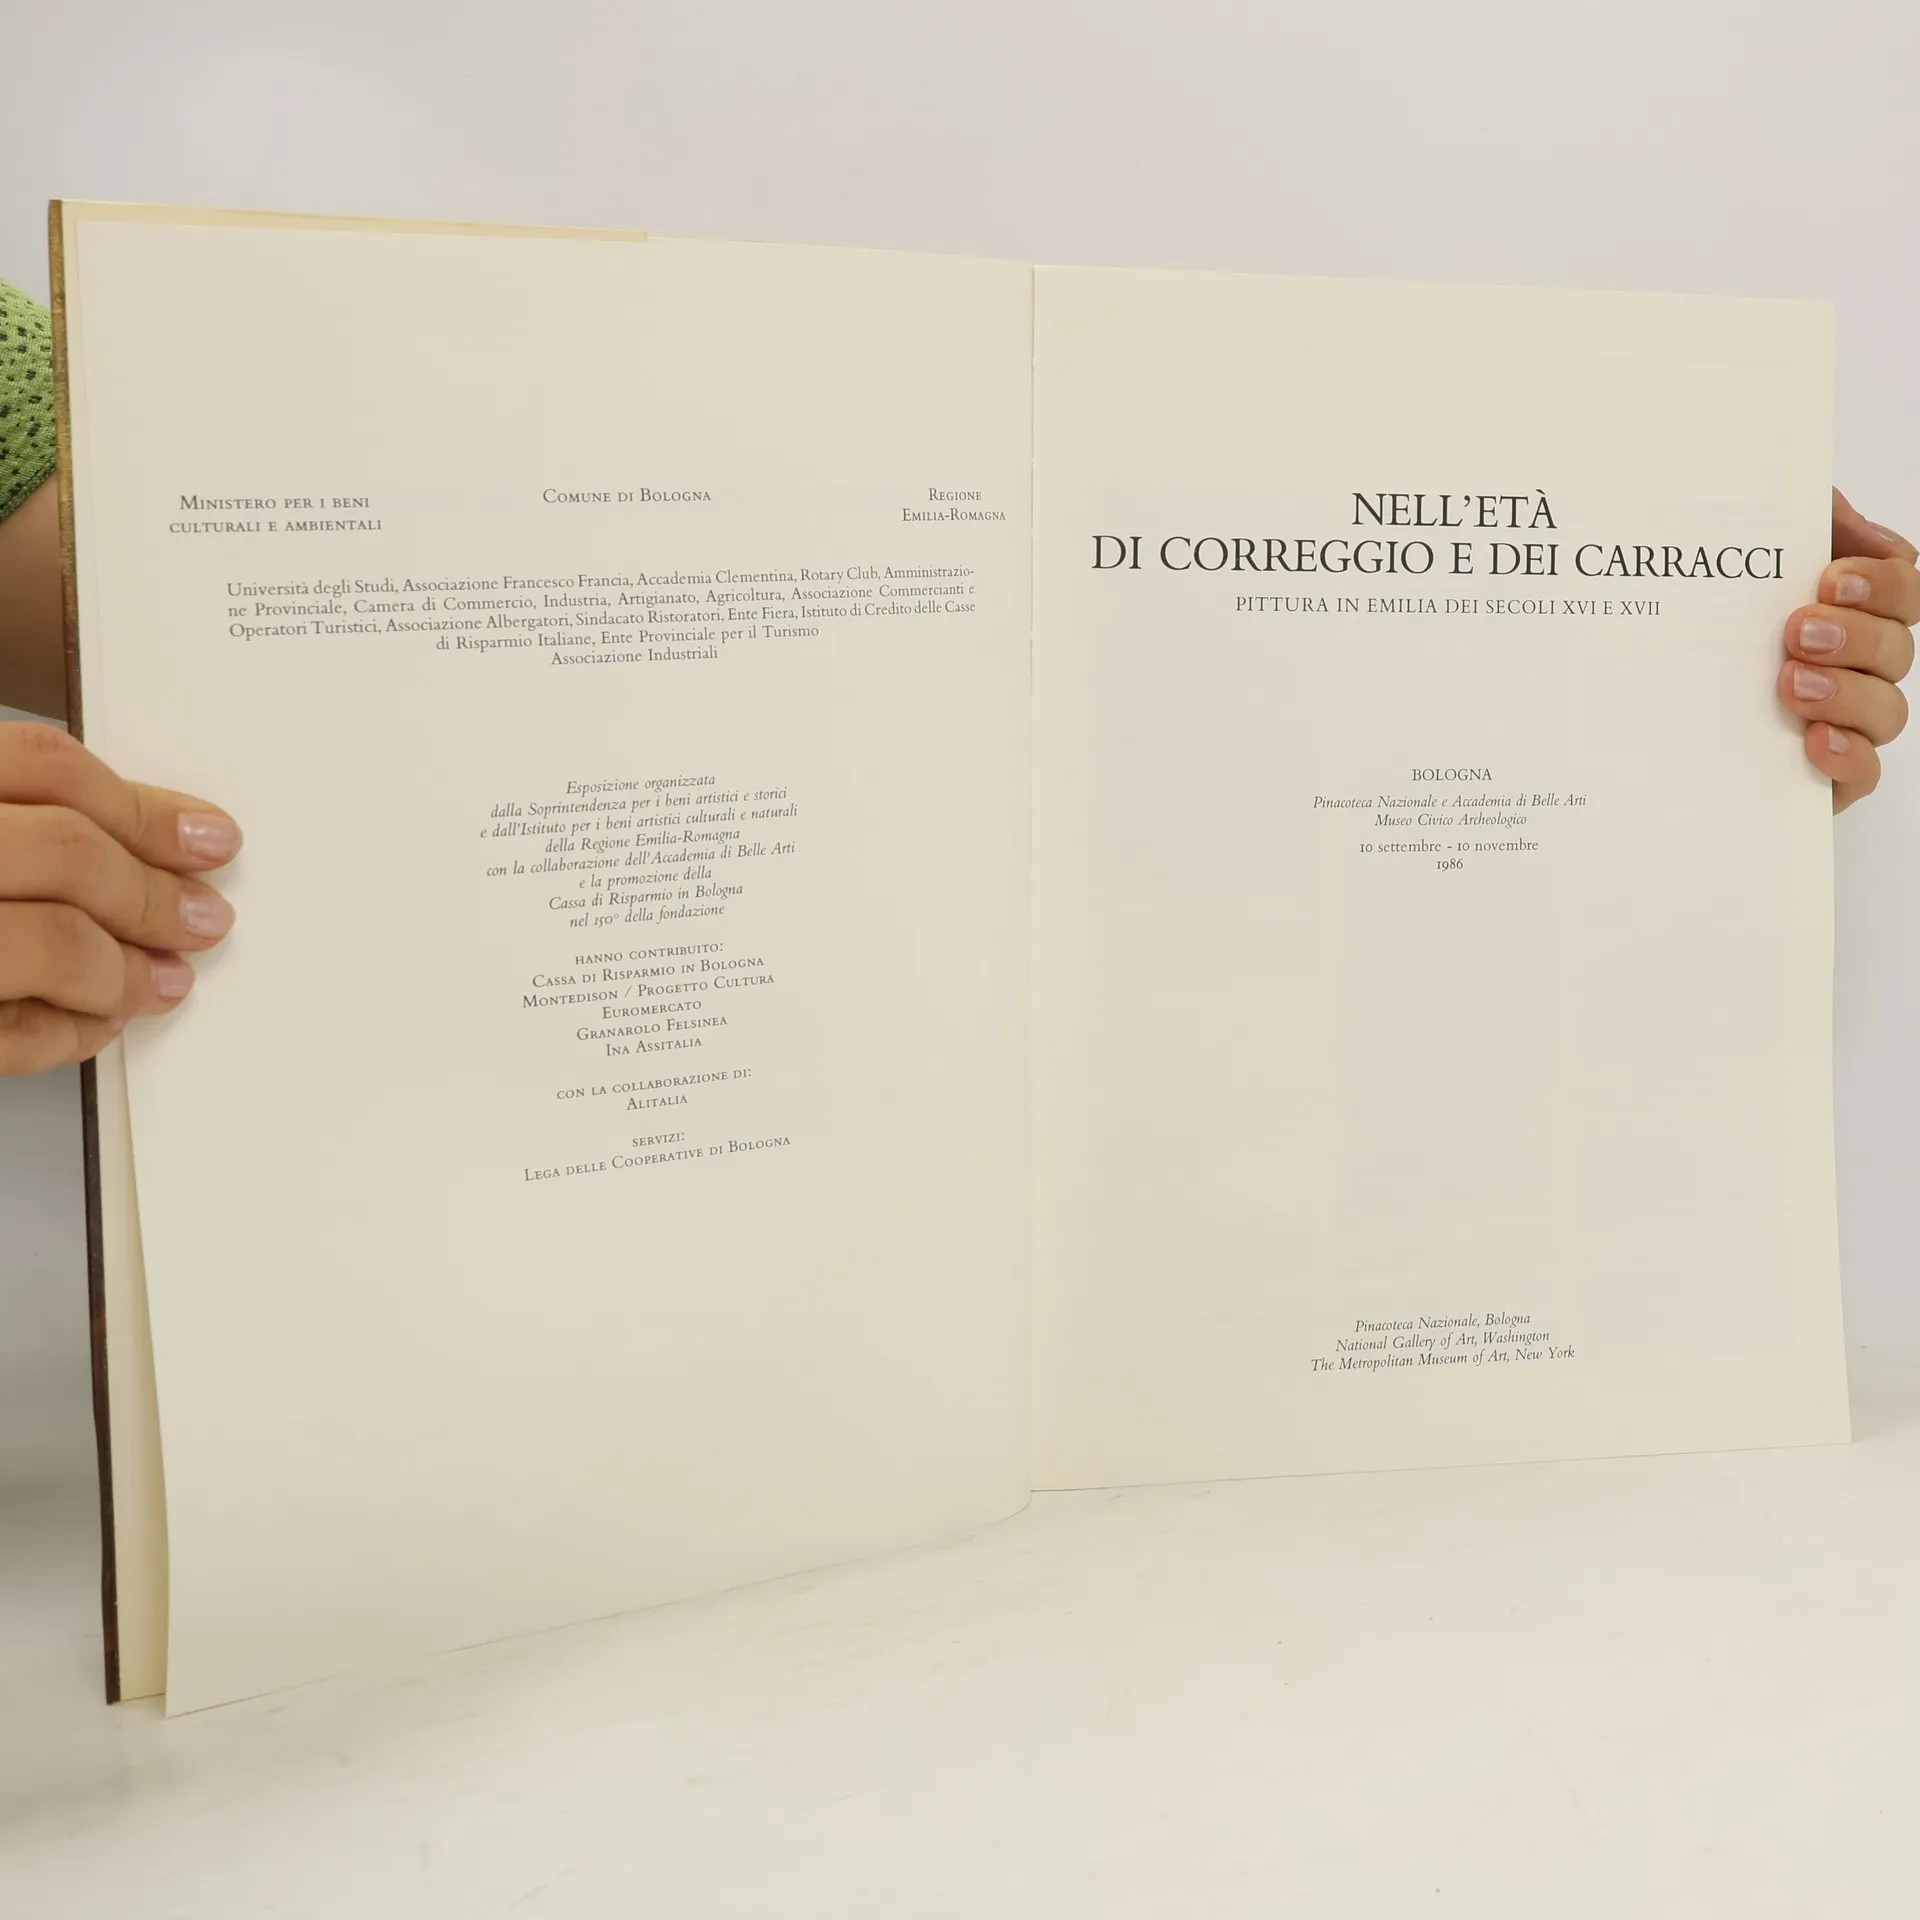 Ministero per i beni
culturali e ambientali
Comune di Bologna
Regione
Emilia-Romagna
Università degli Studi, Associazione Francesco Francia, Accademia Clementina, Rotary Club, Amministrazio-
ne Provinciale, Camera di Commercio, Industria, Artigianato, Agricoltura, Associazione Commercianti e
Operatori Turistici, Associazione Albergatori, Sindacato Ristoratori, Ente Fiera, Istituto di Credito delle Casse
di Risparmio Italiane, Ente Provinciale per il Turismo
Associazione Industriali
Esposizione organizzata
dalla Soprintendenza per i beni artistici e storici
e dall'Istituto per i beni artistici culturali e naturali
della Regione Emilia-Romagna
con la collaborazione dell'Accademia di Belle Arti
e la promozione della
Cassa di Risparmio in Bologna
nel 150° della fondazione
hanno contribuito:
Cassa di Risparmio in Bologna
Montedison / Progetto Cultura
Euromercato
Granarolo Felsinea
Ina Assitalia
con la collaborazione di:
Alitalia
servizi:
Lega delle Cooperative di Bologna
NELL'ETÀ
DI CORREGGIO E DEI CARRACCI
PITTURA IN EMILIA DEI SECOLI XVI E XVII
BOLOGNA
Pinacoteca Nazionale e Accademia di Belle Arti
Museo Civico Archeologico
10 settembre - 10 novembre
1986
Pinacoteca Nazionale, Bologna
National Gallery of Art, Washington
The Metropolitan Museum of Art, New York